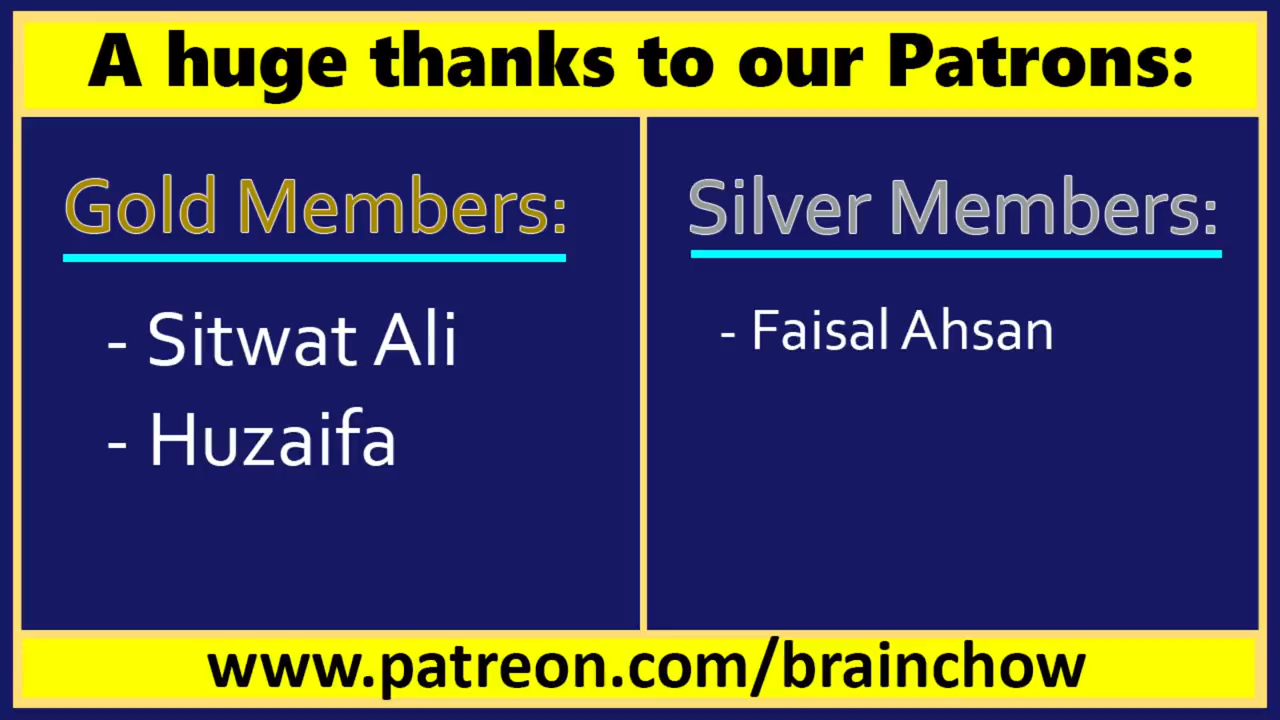 A huge thanks to our Patrons:
Gold Members:
- Sitwat Ali
- Huzaifa
Silver Members:
- Faisal Ahsan
www.patreon.com/brainchow